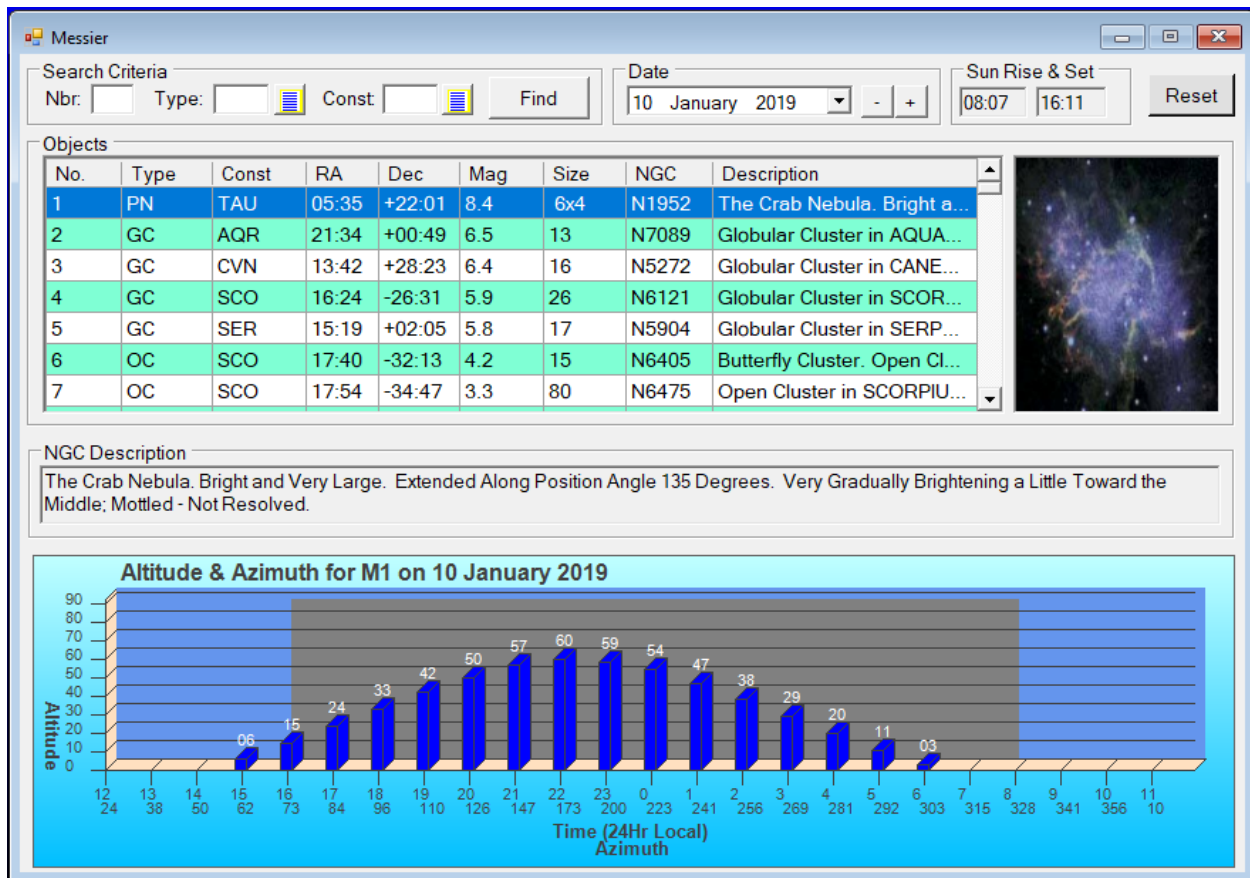 Messier
Search Criteria
Nbr: Type: Const: Find
Date
10 January 2019 - +
Sun Rise & Set
08:07 16:11
Reset
Objects
No. Type Const RA Dec Mag Size NGC Description
1 PN TAU 05:35 +22:01 8.4 6x4 N1952 The Crab Nebula. Bright a...
2 GC AQR 21:34 +00:49 6.5 13 N7089 Globular Cluster in AQUA...
3 GC CVN 13:42 +28:23 6.4 16 N5272 Globular Cluster in CANE...
4 GC SCO 16:24 -26:31 5.9 26 N6121 Globular Cluster in SCOR...
5 GC SER 15:19 +02:05 5.8 17 N5904 Globular Cluster in SERP...
6 OC SCO 17:40 -32:13 4.2 15 N6405 Butterfly Cluster. Open Cl...
7 OC SCO 17:54 -34:47 3.3 80 N6475 Open Cluster in SCORPIU...
NGC Description
The Crab Nebula. Bright and Very Large. Extended Along Position Angle 135 Degrees. Very Gradually Brightening a Little Toward the
Middle; Mottled - Not Resolved.
Altitude & Azimuth for M1 on 10 January 2019
Altitude
90
80
70
60
50
40
30
20
10
0
06 15 24 33 42 50 57 60 59 54 47 38 29 20 11 03
12 13 14 15 16 17 18 19 20 21 22 23 0 1 2 3 4 5 6 7 8 9 10 11
24 38 50 62 73 84 96 110 126 147 173 200 223 241 256 269 281 292 303 315 328 341 356 10
Time (24Hr Local)
Azimuth